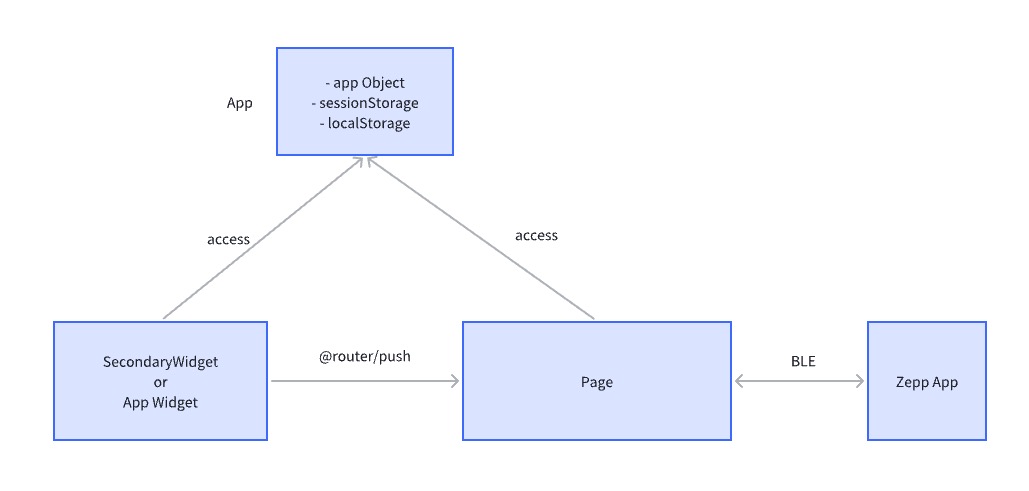 - app Object
App
- sessionStorage
- localStorage
access
access
SecondaryWidget
or
App Widget
@router/push
Page
BLE
Zepp App